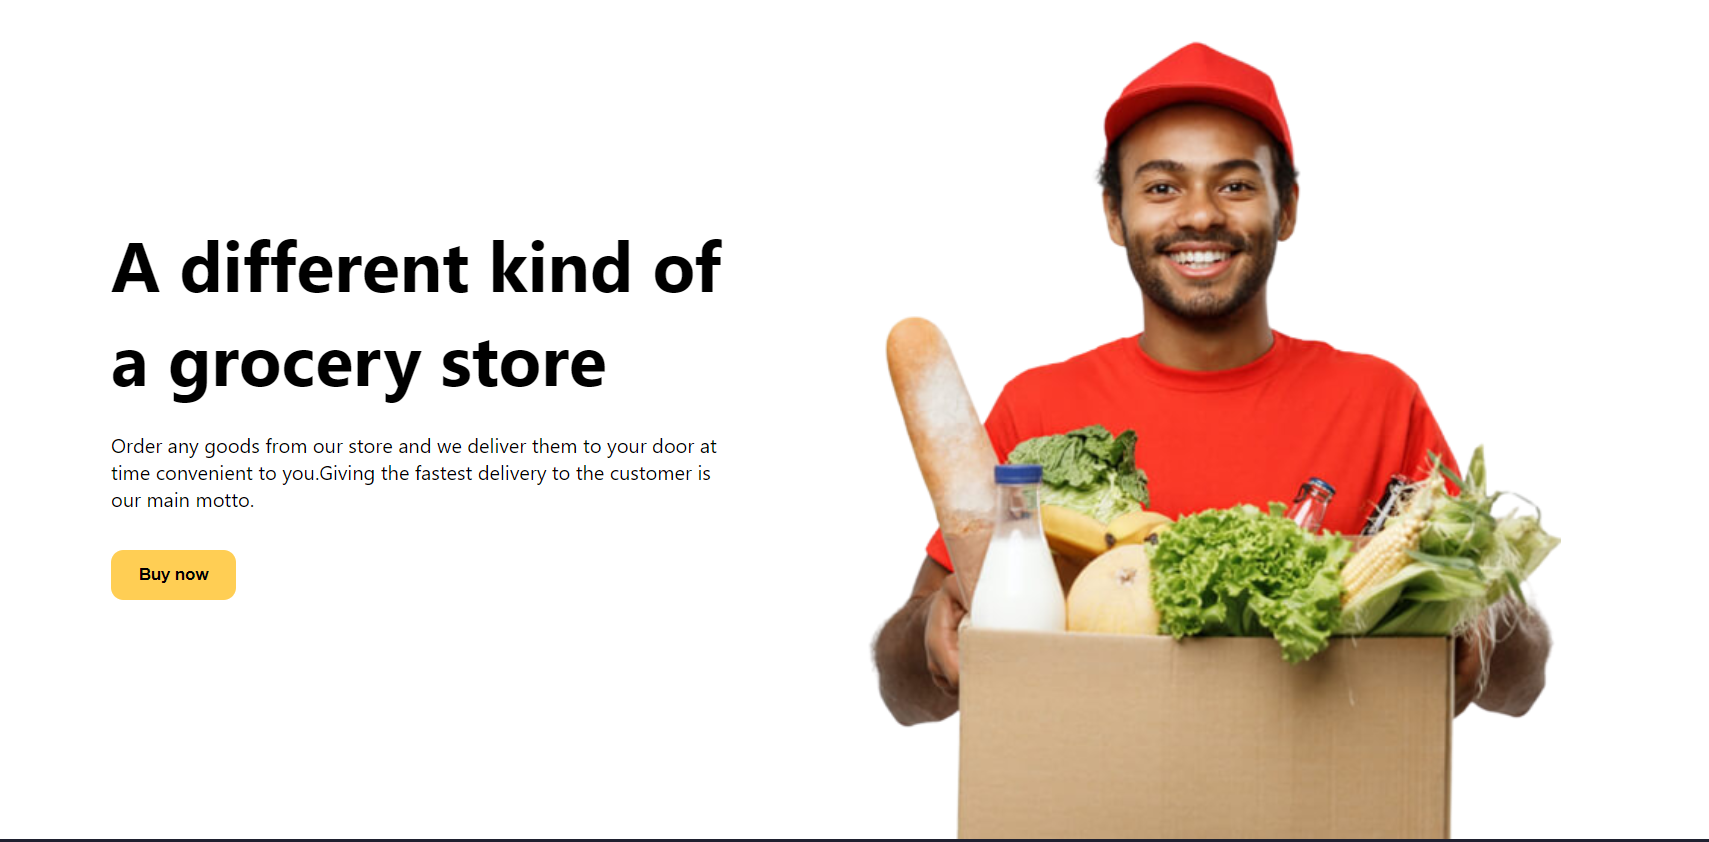 A different kind of
a grocery store
Order any goods from our store and we deliver them to your door at
time convenient to you.Giving the fastest delivery to the customer is
our main motto.
Buy now